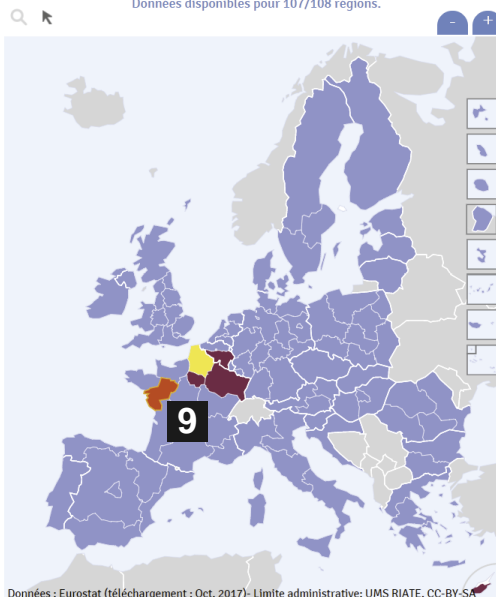 Données disponibles pour 107/108 régions.
- +
9
Données : Eurostat (téléchargement : Oct. 2017)- Limite administrative: UMS RIATE, CC-BY-SA